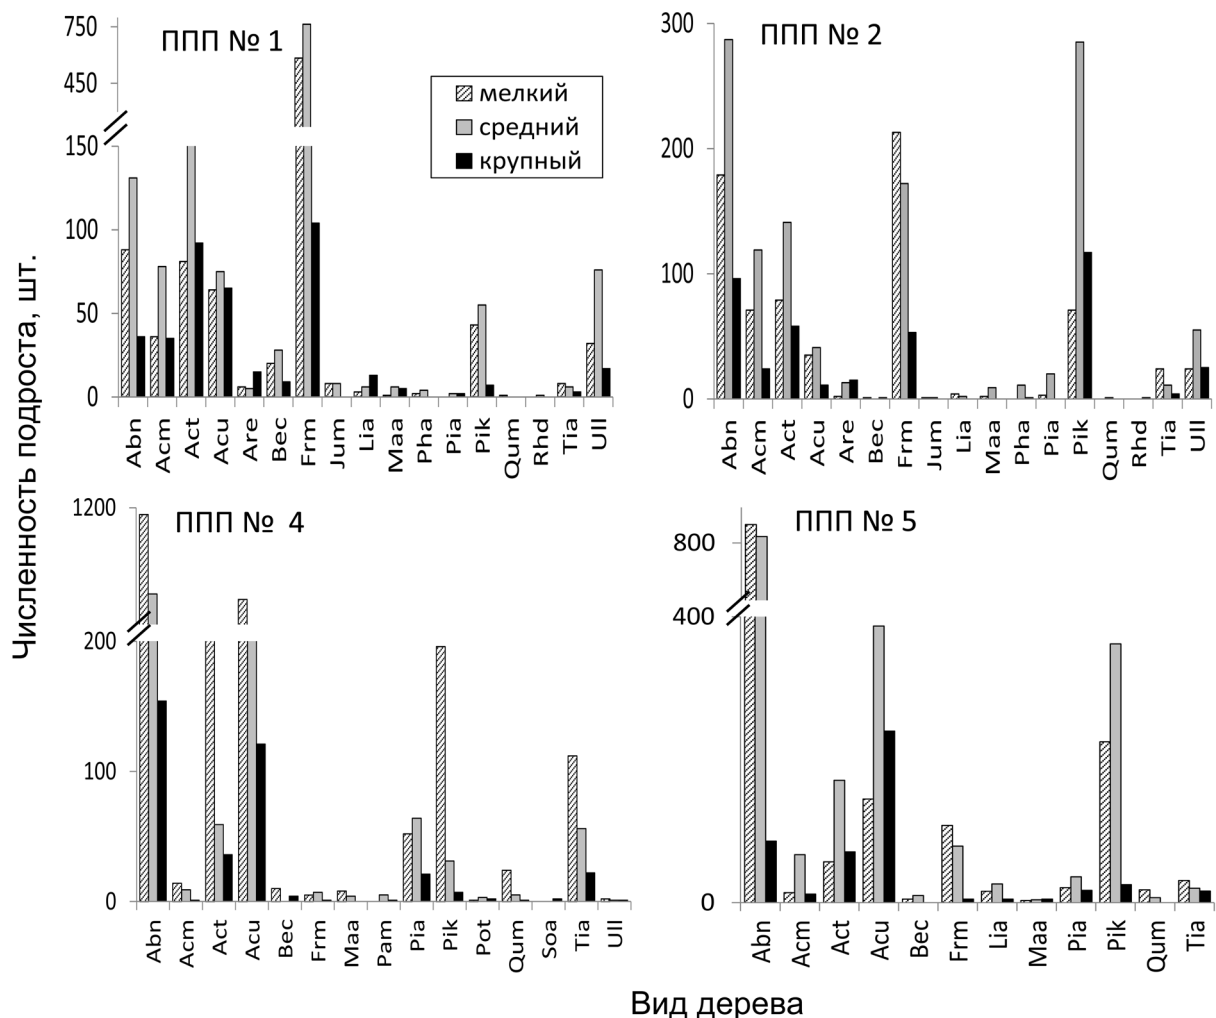 Численность подроста, шт.
ППП № 1
750
450
150
100
50
0
мелкий
средний
крупный
Abn Acm Act Acu Are Bec Frm Jum Lia Maa Pha Pia Pik Qum Rhd Tia Ull
ППП № 2
300
200
100
0
Abn Acm Act Acu Are Bec Frm Jum Lia Maa Pha Pia Pik Qum Rhd Tia Ull
ППП № 4
1200
200
100
0
Abn Acm Act Acu Bec Frm Maa Pam Pia Pik Pot Qum Soa Tia Ull
ППП № 5
800
400
0
Abn Acm Act Acu Bec Frm Lia Maa Pia Pik Qum Tia
Вид дерева